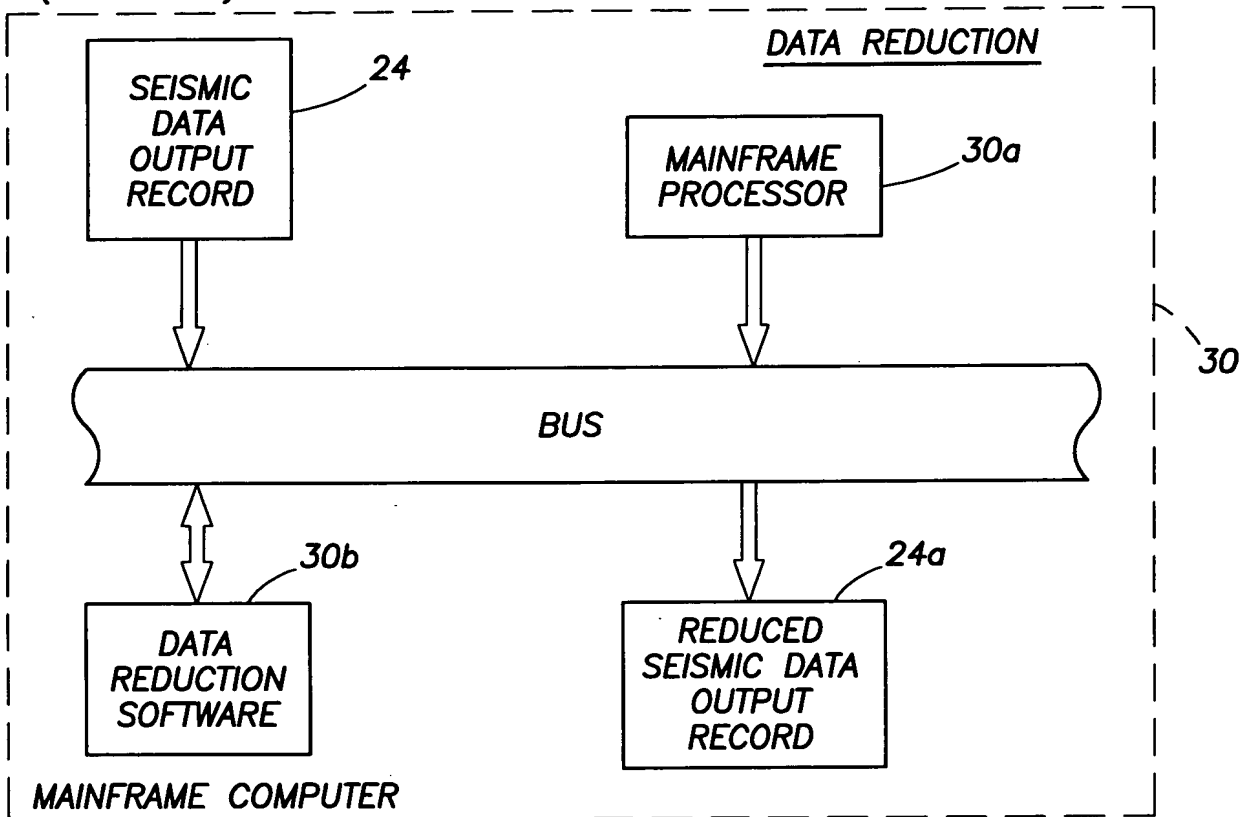 DATA REDUCTION
SEISMIC
DATA
OUTPUT
RECORD
24
MAINFRAME
PROCESSOR
30a
30
BUS
30b
DATA
REDUCTION
SOFTWARE
24a
REDUCED
SEISMIC DATA
OUTPUT
RECORD
MAINFRAME COMPUTER